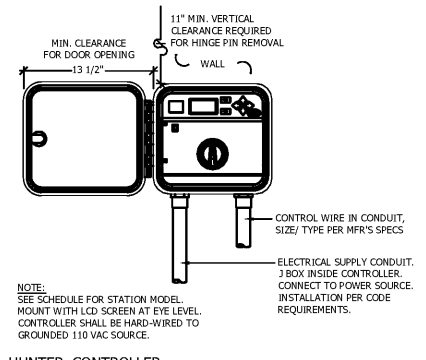 11" MIN. VERTICAL
CLEARANCE REQUIRED
FOR HINGE PIN REMOVAL
MIN. CLEARANCE
FOR DOOR OPENING
13 1/2"
WALL
CONTROL WIRE IN CONDUIT,
SIZE/ TYPE PER MFR'S SPECS
ELECTRICAL SUPPLY CONDUIT.
J BOX INSIDE CONTROLLER.
CONNECT TO POWER SOURCE.
INSTALLATION PER CODE
REQUIREMENTS.
NOTE:
SEE SCHEDULE FOR STATION MODEL.
MOUNT WITH LCD SCREEN AT EYE LEVEL.
CONTROLLER SHALL BE HARD-WIRED TO
GROUNDED 110 VAC SOURCE.
HUNTER CONTROLLER